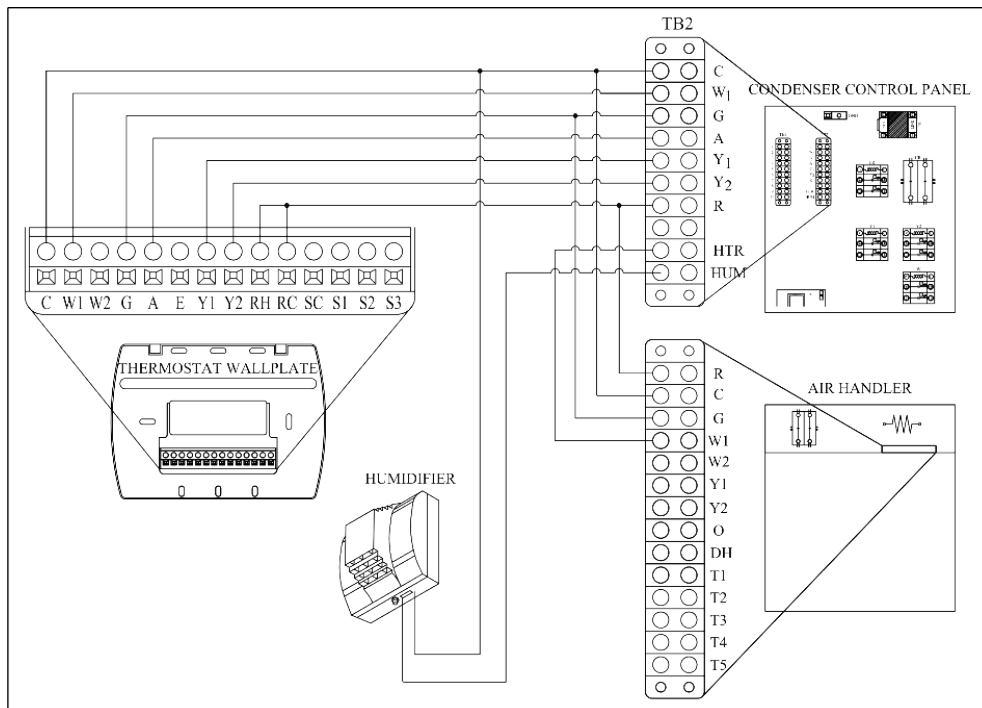 TB2
C
W1
G
A
Y1
Y2
R
HTR
HUM
CONDENSER CONTROL PANEL
C W1 W2 G A E Y1 Y2 RH RC SC S1 S2 S3
THERMOSTAT WALLPLATE
R
C
G
W1
W2
Y1
Y2
O
DH
T1
T2
T3
T4
T5
AIR HANDLER
HUMIDIFIER